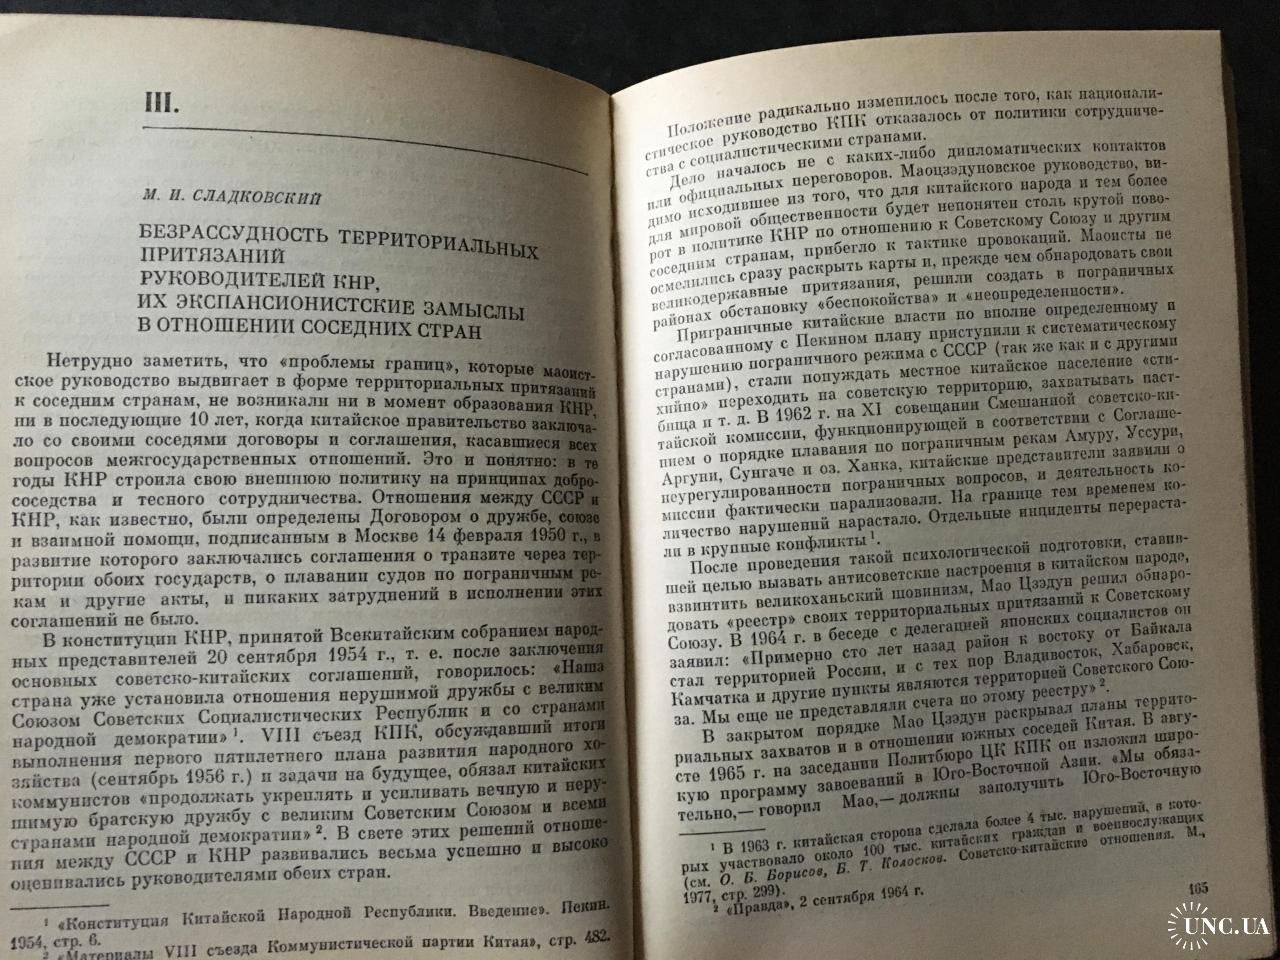 III.
М. И. СЛАДКОВСКИЙ
БЕЗРАССУДНОСТЬ ТЕРРИТОРИАЛЬНЫХ
ПРИТЯЗАНИЙ
РУКОВОДИТЕЛЕЙ КНР,
ИХ ЭКСПАНСИОНИСТСКИЕ ЗАМЫСЛЫ
В ОТНОШЕНИИ СОСЕДНИХ СТРАН
Нетрудно заметить, что «проблемы границ», которые маоист-
ское руководство выдвигает в форме территориальных притязаний
к соседним странам, не возникали ни в момент образования КНР,
ни в последующие 10 лет, когда китайское правительство заключа-
ло со своими соседями договоры и соглашения, касавшиеся всех
вопросов межгосударственных отношений. Это и понятно: в те
годы КНР строила свою внешнюю политику на принципах добро-
соседства и тесного сотрудничества. Отношения между СССР и
КНР, как известно, были определены Договором о дружбе, союзе
и взаимной помощи, подписанным в Москве 14 февраля 1950 г., в
развитие которого заключались соглашения о транзите через тер-
ритории обоих государств, о плавании судов по пограничным ре-
кам и другие акты, и никаких затруднений в исполнении этих
соглашений не было.
В конституции КНР, принятой Всекитайским собранием народ-
ных представителей 20 сентября 1954 г., т. е. после заключения
основных советско-китайских соглашений, говорилось: «Наша
страна уже установила отношения нерушимой дружбы с великим
Союзом Советских Социалистических Республик и со странами
народной демократии» ¹. VIII съезд КПК, обсуждавший итоги
выполнения первого пятилетнего плана развития народного хо-
зяйства (сентябрь 1956 г.) и задачи на будущее, обязал китайских
коммунистов «продолжать укреплять и усиливать вечную и неру-
шимую братскую дружбу с великим Советским Союзом и всеми
странами народной демократии» ². В свете этих решений отноше-
ния между СССР и КНР развивались весьма успешно и высоко
оценивались руководителями обеих стран.
¹ «Конституция Китайской Народной Республики. Введение». Пекин.
1954, стр. 6.
² «Материалы VIII съезда Коммунистической партии Китая», стр. 482.
Положение радикально изменилось после того, как национали-
стическое руководство КПК отказалось от политики сотрудниче-
ства с социалистическими странами.
Дело началось не с каких-либо дипломатических контактов
или официальных переговоров. Маоцзэдуновское руководство, ви-
димо исходившее из того, что для китайского народа и тем более
для мировой общественности будет непонятен столь крутой пово-
рот в политике КНР по отношению к Советскому Союзу и другим
соседним странам, прибегло к тактике провокаций. Маоисты не
осмелились сразу раскрыть карты и, прежде чем обнародовать свои
великодержавные притязания, решили создать в пограничных
районах обстановку «беспокойства» и «неопределенности».
Приграничные китайские власти по вполне определенному и
согласованному с Пекином плану приступили к систематическому
нарушению пограничного режима с СССР (так же как и с другими
странами), стали понуждать местное китайское население «сти-
хийно» переходить на советскую территорию, захватывать паст-
бища и т. д. В 1962 г. на XI совещании Смешанной советско-ки-
тайской комиссии, функционирующей в соответствии с Соглаше-
нием о порядке плавания по пограничным рекам Амуру, Уссури,
Аргуни, Сунгаче и оз. Ханка, китайские представители заявили о
неурегулированности пограничных вопросов, и деятельность ко-
миссии фактически парализовали. На границе тем временем ко-
личество нарушений нарастало. Отдельные инциденты перераста-
ли в крупные конфликты ¹.
После проведения такой психологической подготовки, ставив-
шей целью вызвать антисоветские настроения в китайском народе,
взвинтить великоханьский шовинизм, Мао Цзэдун решил обнаро-
довать «реестр» своих территориальных притязаний к Советскому
Союзу. В 1964 г. в беседе с делегацией японских социалистов он
заявил: «Примерно сто лет назад район к востоку от Байкала
стал территорией России, и с тех пор Владивосток, Хабаровск,
Камчатка и другие пункты являются территорией Советского Сою-
за. Мы еще не представляли счета по этому реестру» ².
В закрытом порядке Мао Цзэдун раскрывал планы террито-
риальных захватов и в отношении южных соседей Китая. В авгу-
сте 1965 г. на заседании Политбюро ЦК КПК он изложил широ-
кую программу завоеваний в Юго-Восточной Азии. «Мы обяза-
тельно,— говорил Мао,— должны заполучить Юго-Восточную
¹ В 1963 г. китайская сторона сделала более 4 тыс. нарушений, в кото-
рых участвовало около 100 тыс. китайских граждан и военнослужащих
(см. О. Б. Борисов, Б. Т. Колосков. Советско-китайские отношения. М.,
1977, стр. 299).
² «Правда», 2 сентября 1964 г.
105
UNC.UA